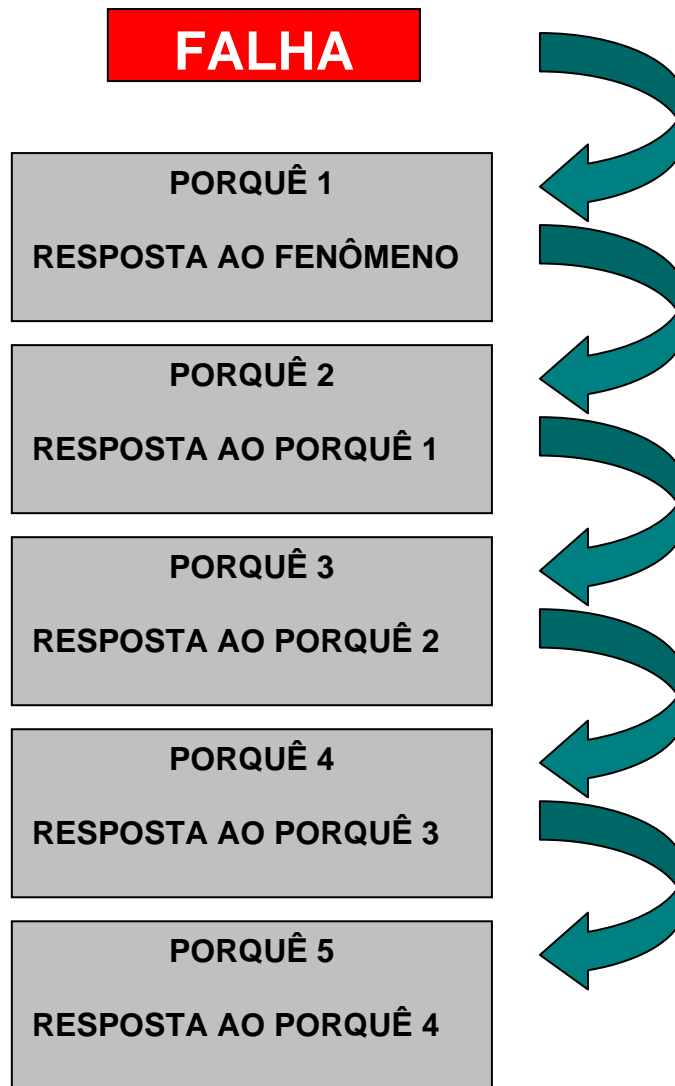 FALHA
PORQUÊ 1
RESPOSTA AO FENÔMENO
PORQUÊ 2
RESPOSTA AO PORQUÊ 1
PORQUÊ 3
RESPOSTA AO PORQUÊ 2
PORQUÊ 4
RESPOSTA AO PORQUÊ 3
PORQUÊ 5
RESPOSTA AO PORQUÊ 4